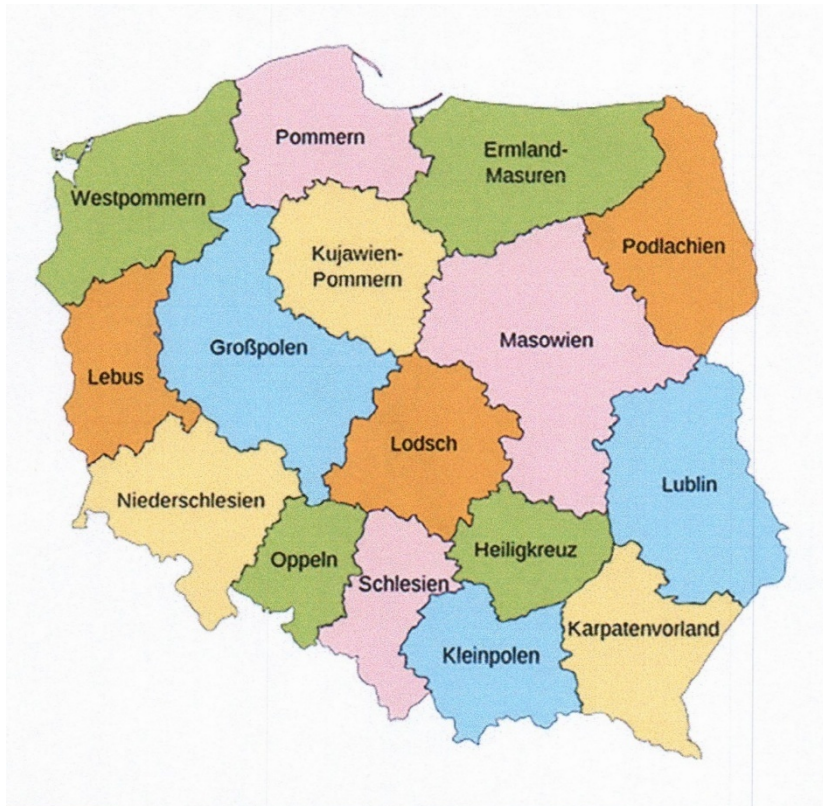 Pommern
Ermland-
Masuren
Westpommern
Podlachien
Kujawien-
Pommern
Großpolen
Masowien
Lebus
Lodsch
Lublin
Niederschlesien
Oppeln
Heiligkreuz
Schlesien
Karpatenvorland
Kleinpolen